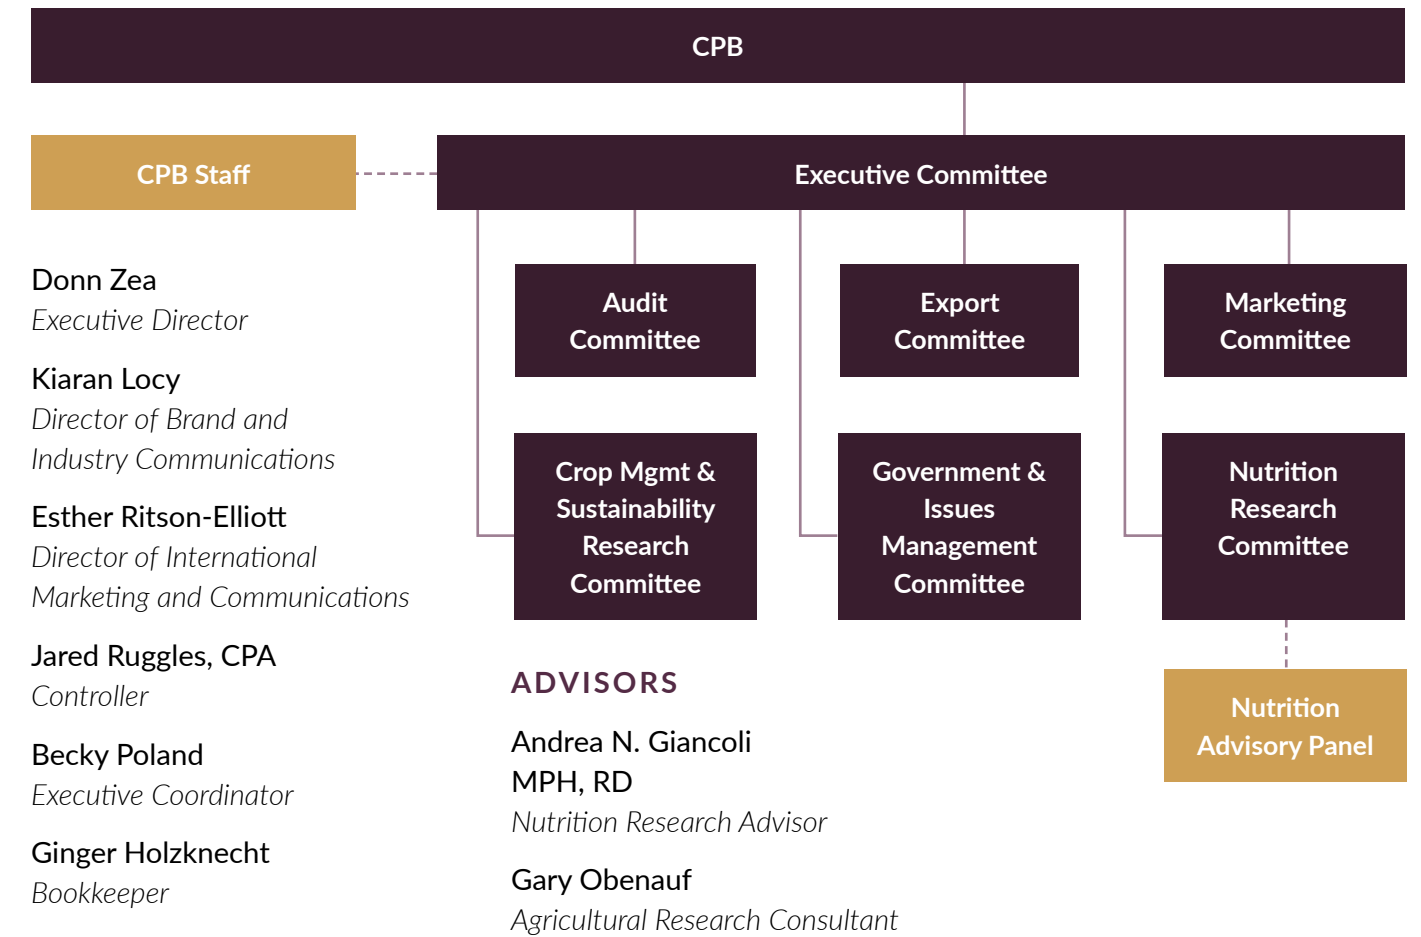 CPB
CPB Staff
Executive Committee
Donn Zea
Executive Director
Kiaran Locy
Director of Brand and
Industry Communications
Esther Ritson-Elliott
Director of International
Marketing and Communications
Jared Ruggles, CPA
Controller
Becky Poland
Executive Coordinator
Ginger Holzknecht
Bookkeeper
Audit
Committee
Export
Committee
Marketing
Committee
Crop Mgmt &
Sustainability
Research
Committee
Government &
Issues
Management
Committee
Nutrition
Research
Committee
Nutrition
Advisory Panel
ADVISORS
Andrea N. Giancoli
MPH, RD
Nutrition Research Advisor
Gary Obenauf
Agricultural Research Consultant